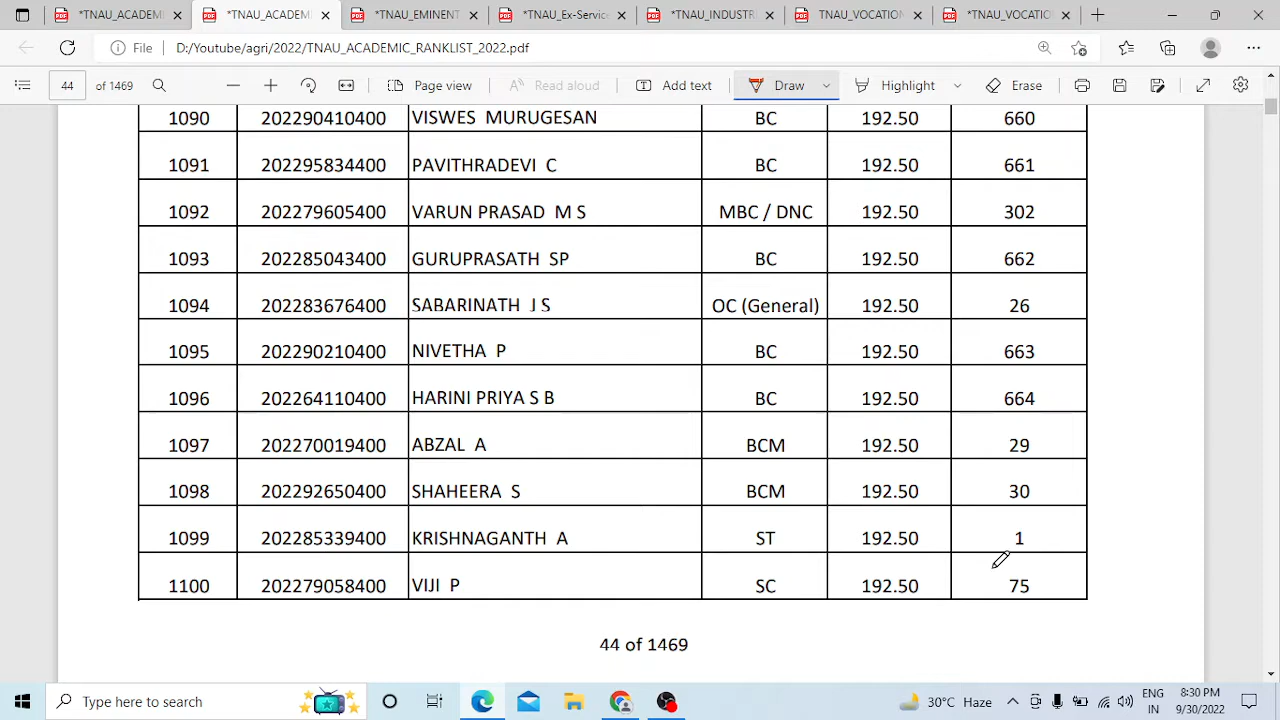 *TNAU_ACADEMI
*TNAU_ACADEMI
*TNAU_EMINENT
*TNAU_Ex-Service
*TNAU_INDUSTR
TNAU_VOCATION
*TNAU_VOCATION
File D:/Youtube/agri/2022/TNAU_ACADEMIC_RANKLIST_2022.pdf
44 of 1469 Page view Read aloud Add text Draw Highlight Erase
1090 202290410400 VISWES MURUGESAN BC 192.50 660
1091 202295834400 PAVITHRADEVI C BC 192.50 661
1092 202279605400 VARUN PRASAD M S MBC / DNC 192.50 302
1093 202285043400 GURUPRASATH SP BC 192.50 662
1094 202283676400 SABARINATH J S OC (General) 192.50 26
1095 202290210400 NIVETHA P BC 192.50 663
1096 202264110400 HARINI PRIYA S B BC 192.50 664
1097 202270019400 ABZAL A BCM 192.50 29
1098 202292650400 SHAHEERA S BCM 192.50 30
1099 202285339400 KRISHNAGANTH A ST 192.50 1
1100 202279058400 VIJI P SC 192.50 75
44 of 1469
Type here to search 30°C Haze ENG 6:30 PM
IN 9/30/2022